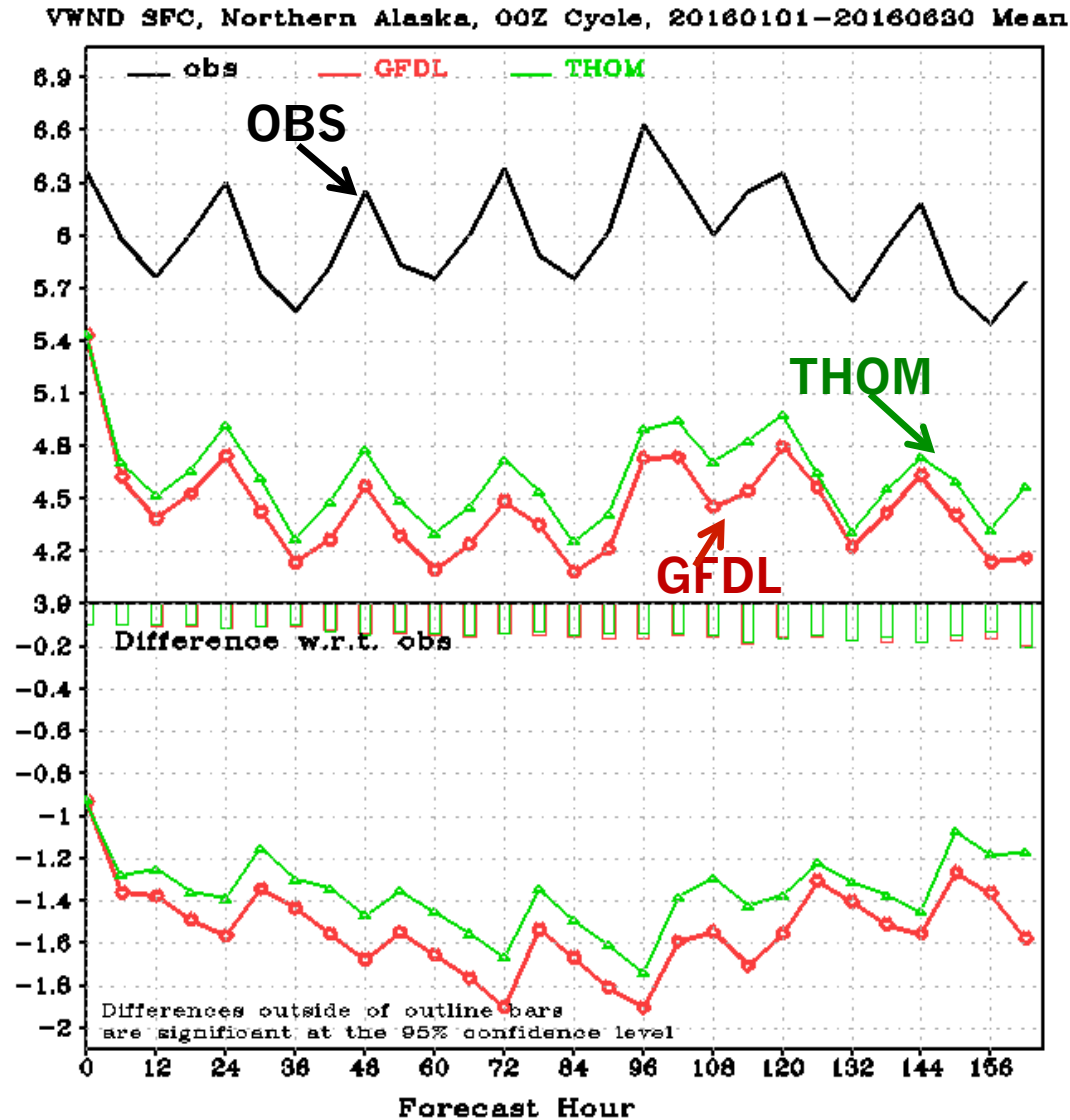 VWND SFC, Northern Alaska, 00Z Cycle, 20160101-20160630 Mean
obs GFDL THOM
OBS
THOM
GFDL
6.9
6.6
6.3
6
5.7
5.4
5.1
4.8
4.5
4.2
3.9
Difference w.r.t. obs
-0.2
-0.4
-0.6
-0.8
-1
-1.2
-1.4
-1.6
-1.8
-2
Differences outside of outline bars
are significant at the 95% confidence level
0 12 24 36 48 60 72 84 96 108 120 132 144 156
Forecast Hour